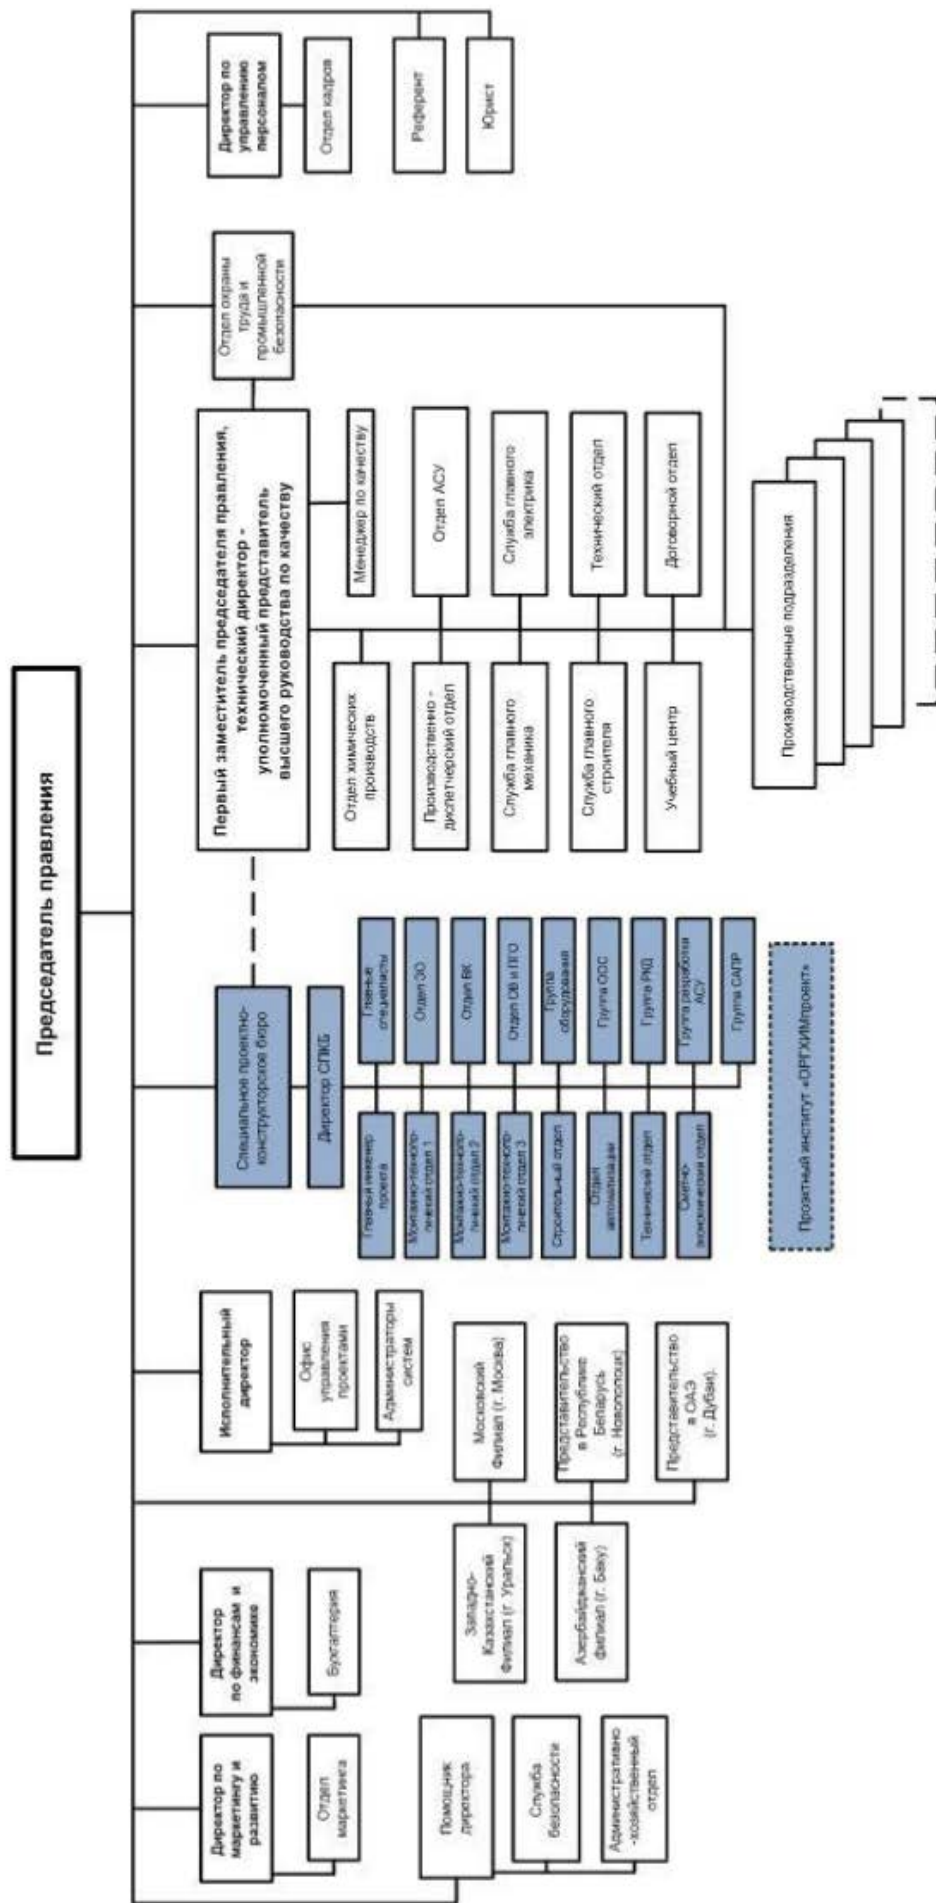 Председатель правления
Директор по
маркетингу и
развитию
Отдел
маркетинга
Директор
по финансам и
экономике
Бухгалтерия
Помощник
директора
Служба
безопасности
Административно
-хозяйственный
отдел
Исполнительный
директор
Офис
управления
проектами
Администраторы
систем
Западно-
Казахстанский
Филиал (г. Уральск)
Московский
Филиал (г. Москва)
Азербайджанский
филиал (г. Баку)
Представительство
в Республике
Беларусь
(г. Новополоцк)
Представительство
в ОАЭ
(г. Дубаи).
Специальное проектно-
конструкторское бюро
Директор СПКБ
Главный инженер
проекта
Главные
специалисты
Монтажно-техноло-
гический отдел 1
Отдел ЭО
Монтажно-техноло-
гический отдел 2
Отдел ВК
Монтажно-техноло-
гический отдел 3
Отдел ОВ и ПГО
Строительный отдел
Группа
оборудования
Отдел
автоматизации
Группа ООС
Технический отдел
Группа РКД
Сметно-
экономический отдел
Группа разработки
АСУ
Группа САПР
Проектный институт «ОРГХИМпроект»
Первый заместитель председателя правления,
технический директор -
уполномоченный представитель
высшего руководства по качеству
Менеджер по качеству
Отдел химических
производств
Производственно -
диспетчерский отдел
Отдел АСУ
Служба главного
механика
Служба главного
электрика
Служба главного
строителя
Технический отдел
Учебный центр
Договорной отдел
Производственные подразделения
Отдел охраны
труда и
промышленной
безопасности
Директор по
управлению
персоналом
Отдел кадров
Референт
Юрист